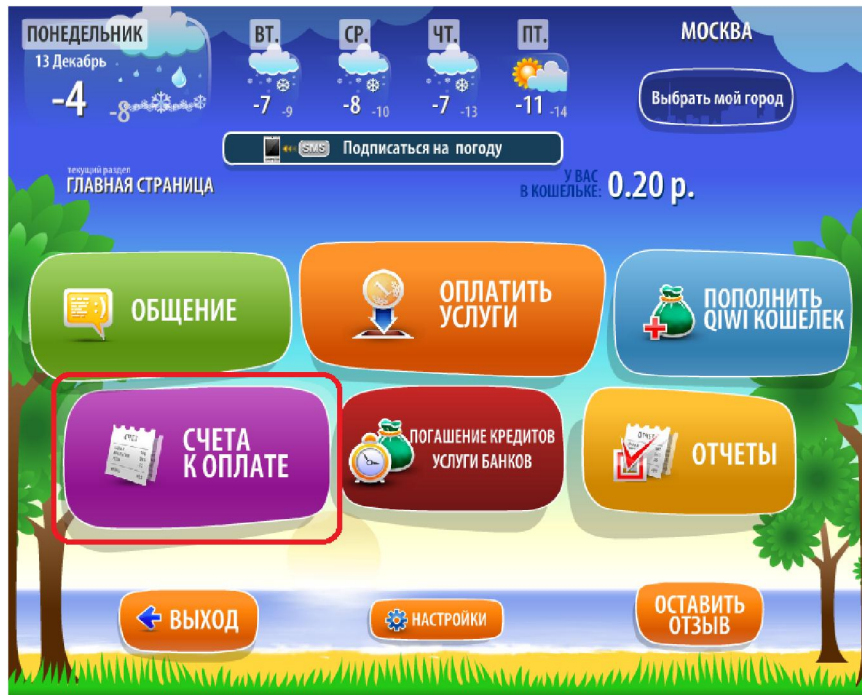 ПОНЕДЕЛЬНИК
13 Декабрь
-4 -8
ВТ.
-7 -9
СР.
-8 -10
ЧТ.
-7 -13
ПТ.
-11 -14
МОСКВА
Выбрать мой город
SMS Подписаться на погоду
текущий раздел
ГЛАВНАЯ СТРАНИЦА
У ВАС
В КОШЕЛЬКЕ: 0.20 р.
ОБЩЕНИЕ
ОПЛАТИТЬ
УСЛУГИ
ПОПОЛНИТЬ
QIWI КОШЕЛЕК
СЧЕТА
К ОПЛАТЕ
ПОГАШЕНИЕ КРЕДИТОВ
УСЛУГИ БАНКОВ
ОТЧЕТЫ
ВЫХОД
НАСТРОЙКИ
ОСТАВИТЬ
ОТЗЫВ